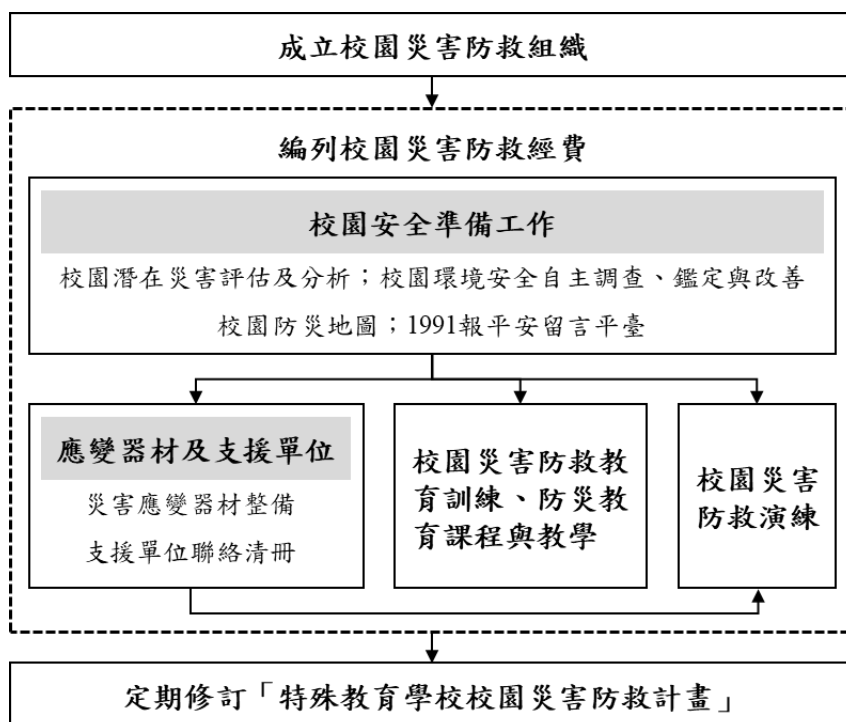 成立校園災害防救組織
編列校園災害防救經費
校園安全準備工作
校園潛在災害評估及分析；校園環境安全自主調查、鑑定與改善
校園防災地圖；1991報平安留言平臺
應變器材及支援單位
災害應變器材整備
支援單位聯絡清冊
校園災害防救教
育訓練、防災教
育課程與教學
校園災害
防救演練
定期修訂「特殊教育學校校園災害防救計畫」